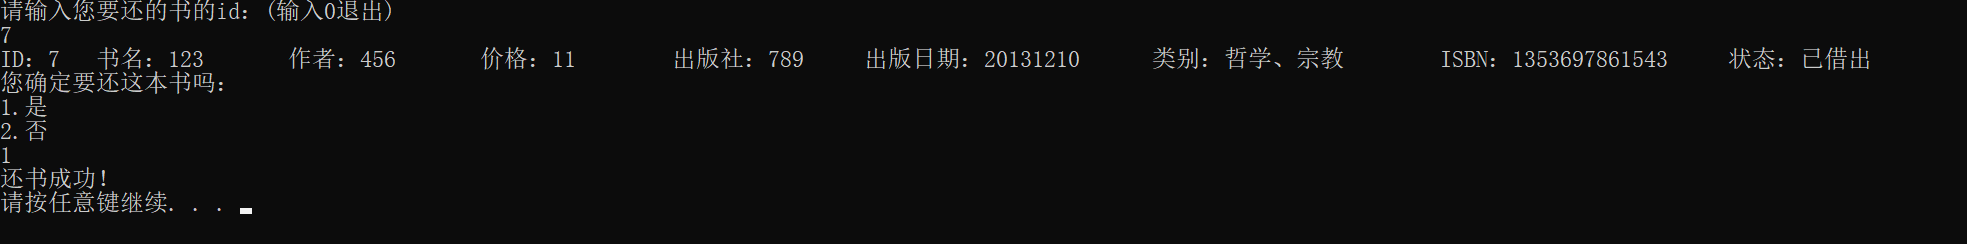 请输入您要还的书的id：(输入0退出)
7
ID：7 书名：123 作者：456 价格：11 出版社：789 出版日期：20131210 类别：哲学、宗教 ISBN：1353697861543 状态：已借出
您确定要还这本书吗：
1.是
2.否
1
还书成功！
请按任意键继续. . .